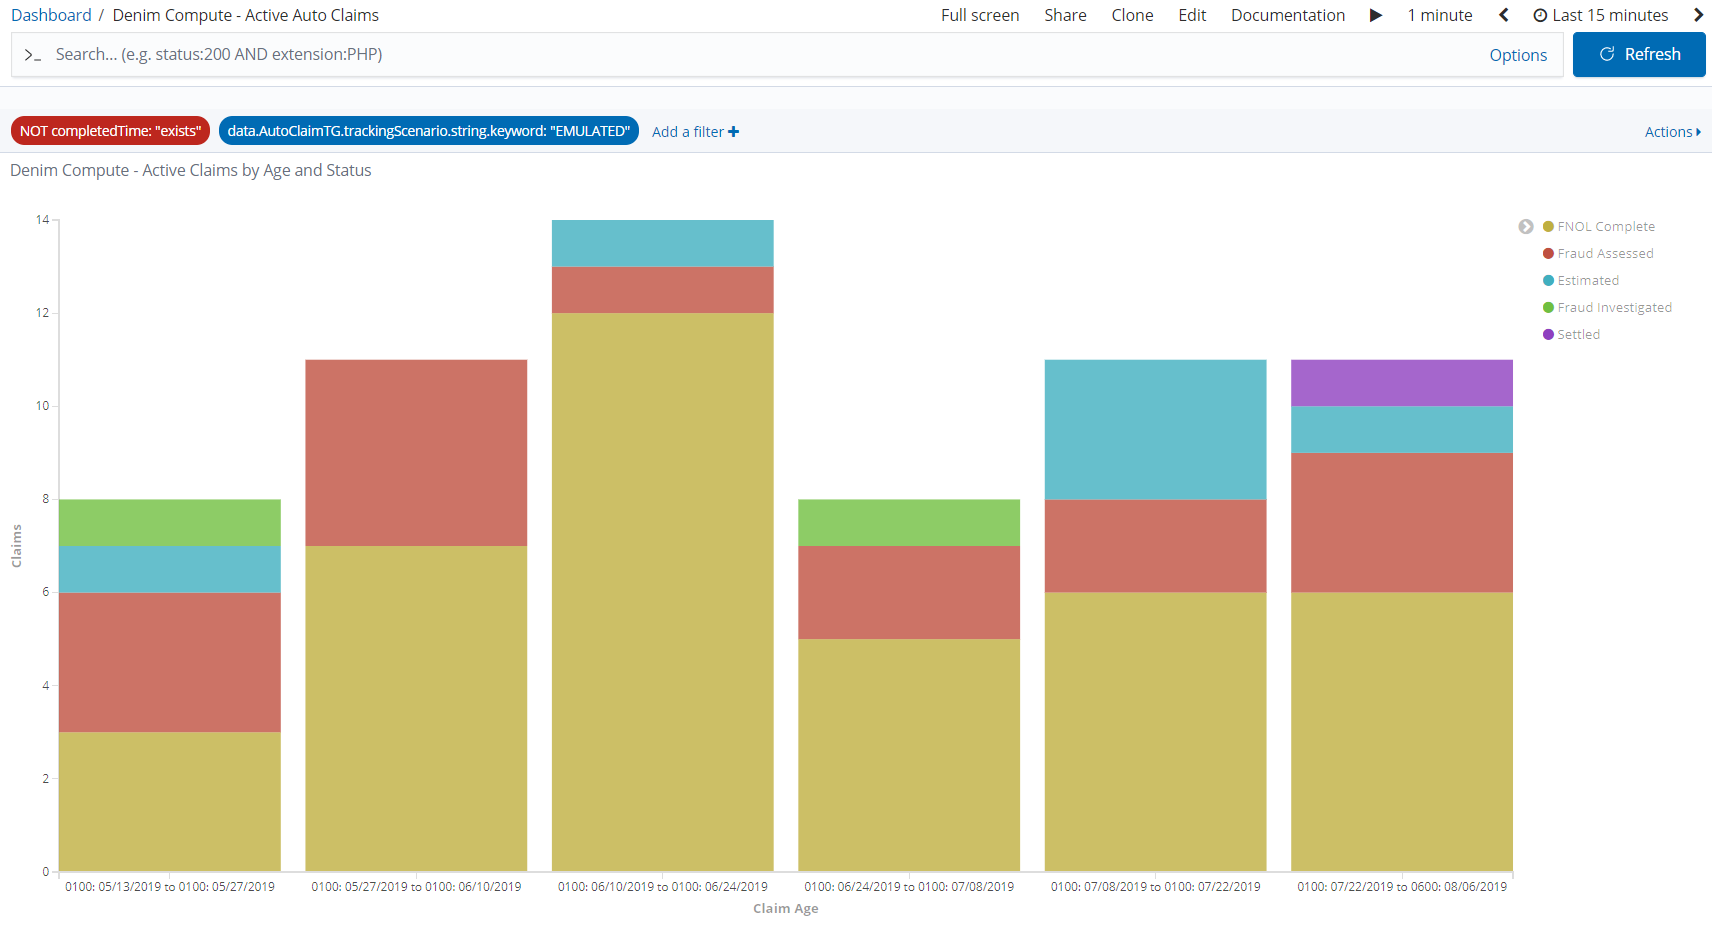 Dashboard / Denim Compute - Active Auto Claims Full screen Share Clone Edit Documentation 1 minute Last 15 minutes
>_ Search... (e.g. status:200 AND extension:PHP) Options Refresh
NOT completedTime: "exists" data.AutoClaimTG.trackingScenario.string.keyword: "EMULATED" Add a filter + Actions
Denim Compute - Active Claims by Age and Status
14
12
10
8
6
4
2
0
Claims
FNOL Complete
Fraud Assessed
Estimated
Fraud Investigated
Settled
0100: 05/13/2019 to 0100: 05/27/2019 0100: 05/27/2019 to 0100: 06/10/2019 0100: 06/10/2019 to 0100: 06/24/2019 0100: 06/24/2019 to 0100: 07/08/2019 0100: 07/08/2019 to 0100: 07/22/2019 0100: 07/22/2019 to 0600: 08/06/2019
Claim Age